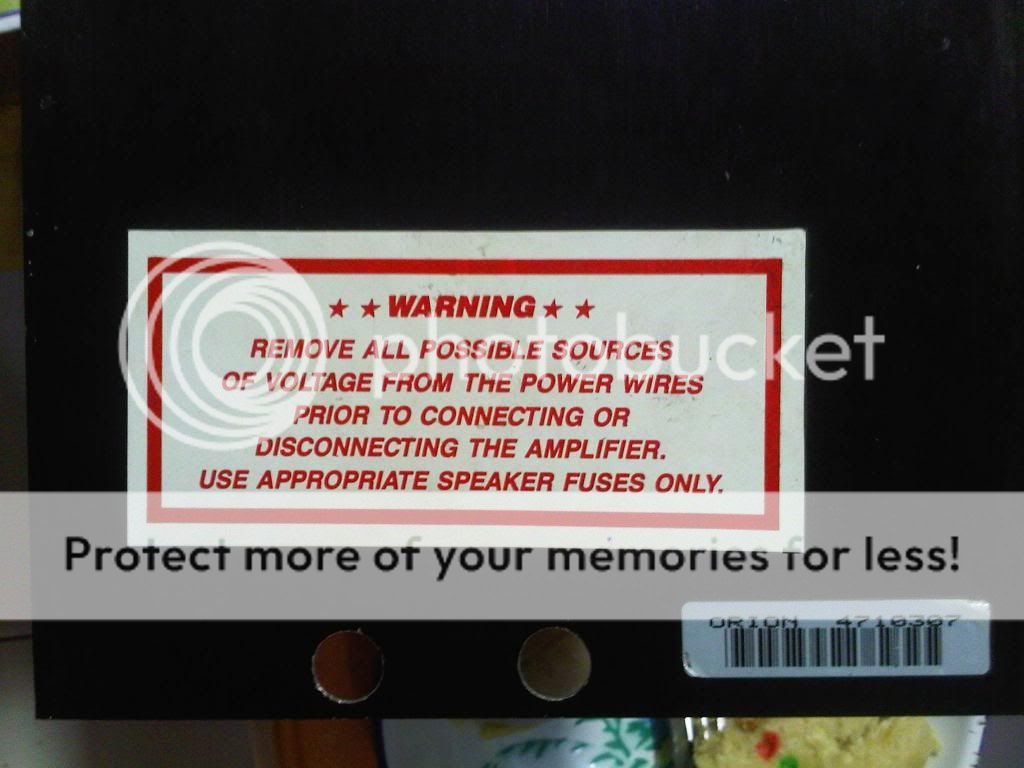 ★ ★ WARNING ★ ★
REMOVE ALL POSSIBLE SOURCES
OF VOLTAGE FROM THE POWER WIRES
PRIOR TO CONNECTING OR
DISCONNECTING THE AMPLIFIER.
USE APPROPRIATE SPEAKER FUSES ONLY.
photobucket
Protect more of your memories for less!
ORION 4710307